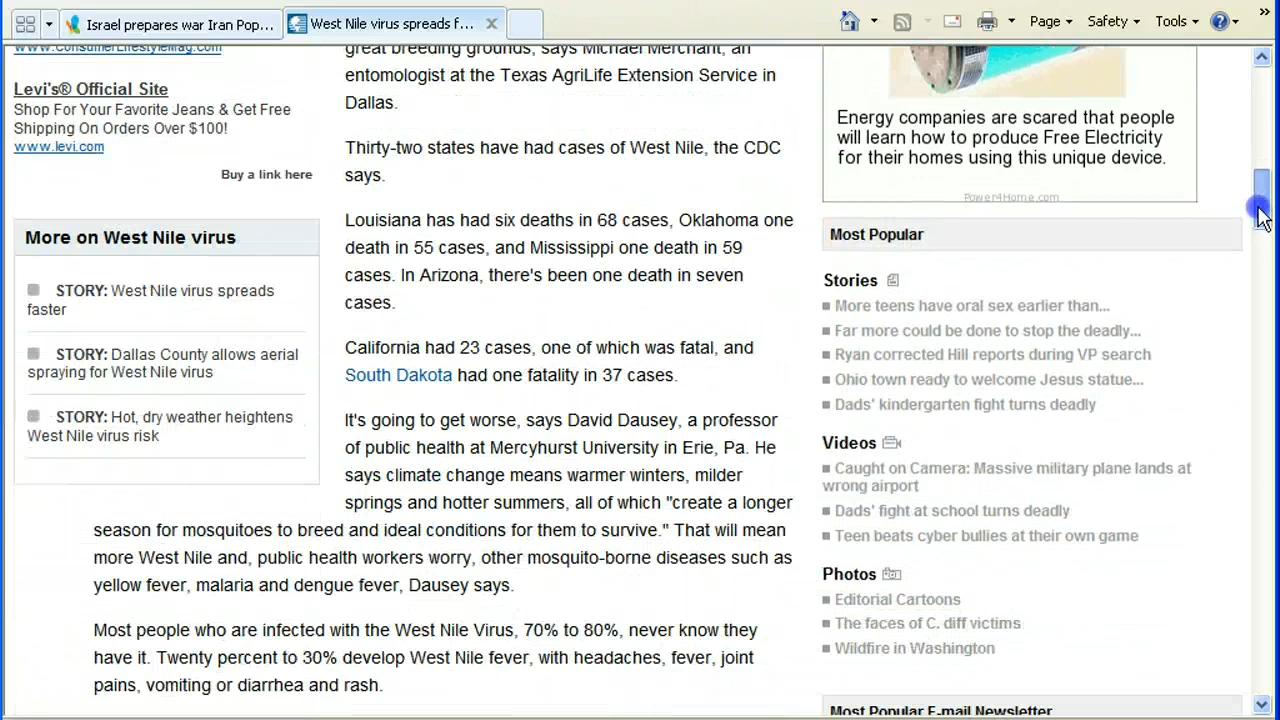 Israel prepares war Iran Pop...
West Nile virus spreads f...
Page
Safety
Tools
www.ConsumerLifestyleMag.com
Levi's® Official Site
Shop For Your Favorite Jeans & Get Free
Shipping On Orders Over $100!
www.levi.com
Buy a link here
More on West Nile virus
STORY: West Nile virus spreads
faster
STORY: Dallas County allows aerial
spraying for West Nile virus
STORY: Hot, dry weather heightens
West Nile virus risk
great breeding grounds, says Michael Merchant, an
entomologist at the Texas AgriLife Extension Service in
Dallas.
Thirty-two states have had cases of West Nile, the CDC
says.
Louisiana has had six deaths in 68 cases, Oklahoma one
death in 55 cases, and Mississippi one death in 59
cases. In Arizona, there's been one death in seven
cases.
California had 23 cases, one of which was fatal, and
South Dakota had one fatality in 37 cases.
It's going to get worse, says David Dausey, a professor
of public health at Mercyhurst University in Erie, Pa. He
says climate change means warmer winters, milder
springs and hotter summers, all of which "create a longer
season for mosquitoes to breed and ideal conditions for them to survive." That will mean
more West Nile and, public health workers worry, other mosquito-borne diseases such as
yellow fever, malaria and dengue fever, Dausey says.
Most people who are infected with the West Nile Virus, 70% to 80%, never know they
have it. Twenty percent to 30% develop West Nile fever, with headaches, fever, joint
pains, vomiting or diarrhea and rash.
Energy companies are scared that people
will learn how to produce Free Electricity
for their homes using this unique device.
Power4Home.com
Most Popular
Stories
More teens have oral sex earlier than...
Far more could be done to stop the deadly...
Ryan corrected Hill reports during VP search
Ohio town ready to welcome Jesus statue...
Dads' kindergarten fight turns deadly
Videos
Caught on Camera: Massive military plane lands at
wrong airport
Dads' fight at school turns deadly
Teen beats cyber bullies at their own game
Photos
Editorial Cartoons
The faces of C. diff victims
Wildfire in Washington
Most Popular E-mail Newsletter